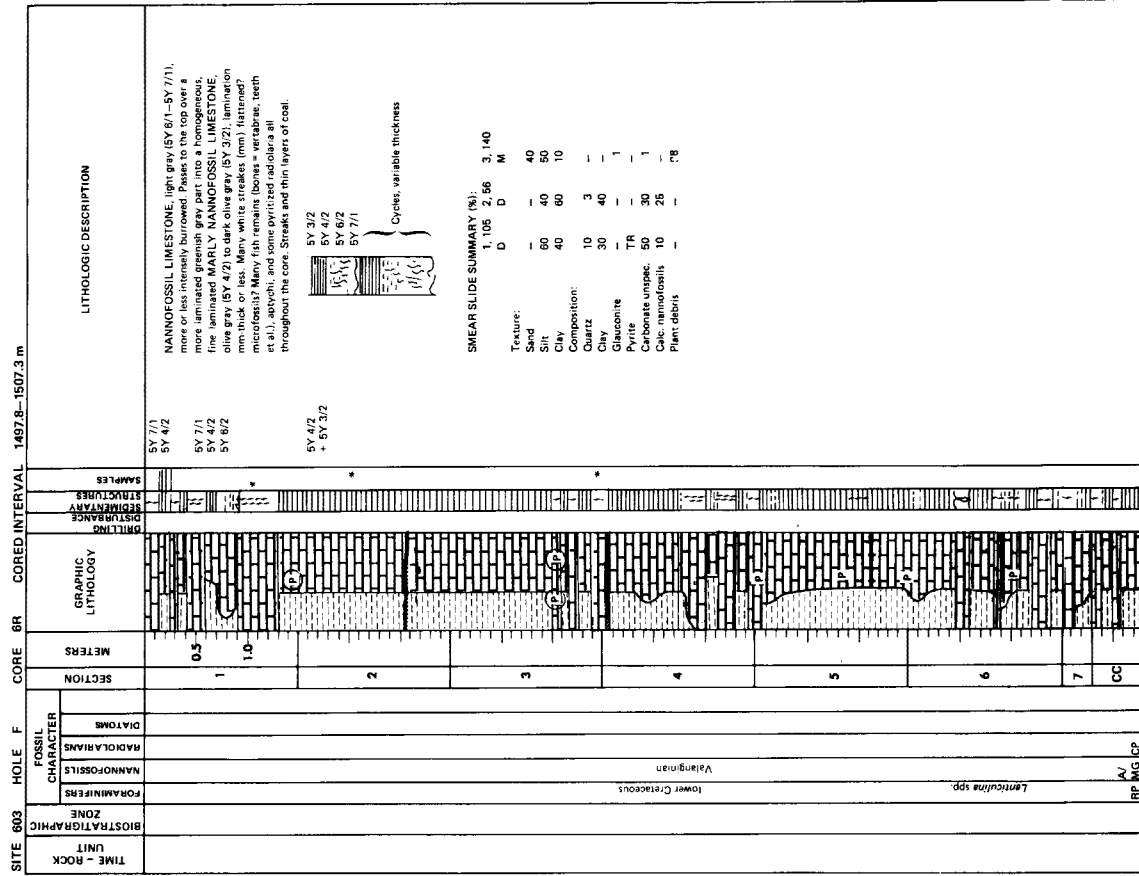 SITE 603 HOLE F CORE 6R CORED INTERVAL 1497.8–1507.3 m
TIME – ROCK
UNIT
BIOSTRATIGRAPHIC
ZONE
FOSSIL
CHARACTER
FORAMINIFERS
NANNOFOSSILS
RADIOLARIANS
DIATOMS
SECTION
METERS
GRAPHIC
LITHOLOGY
DRILLING
DISTURBANCE
SEDIMENTARY
STRUCTURES
SAMPLES
LITHOLOGIC DESCRIPTION
lower Cretaceous
Valanginian
Lenticulina spp.
RP
A/
MG
CP
1
0.5
1.0
2
3
4
5
6
7
CC
P
P
P
P
P
P
P
*
*
*
5Y 7/1
5Y 4/2
5Y 7/1
5Y 4/2
5Y 6/2
5Y 4/2
+ 5Y 3/2
NANNOFOSSIL LIMESTONE, light gray (5Y 6/1–5Y 7/1),
more or less intensely burrowed. Passes to the top over a
more laminated greenish gray part into a homogeneous,
fine laminated MARLY NANNOFOSSIL LIMESTONE,
olive gray (5Y 4/2) to dark olive gray (5Y 3/2), lamination
mm-thick or less. Many white streakes (mm) flattened?
microfossils? Many fish remains (bones = vertabrae, teeth
et al.), aptychi, and some pyritized radiolaria all
throughout the core. Streaks and thin layers of coal.
5Y 3/2
5Y 4/2
5Y 6/2
5Y 7/1
Cycles, variable thickness
SMEAR SLIDE SUMMARY (%):
1, 105 2, 56 3, 140
D D M
Texture:
Sand – – 40
Silt 60 40 50
Clay 40 60 10
Composition:
Quartz 10 3 –
Clay 30 40 –
Glauconite – – 1
Pyrite TR – –
Carbonate unspec. 50 30 1
Calc. nannofossils 10 25 –
Plant debris – –